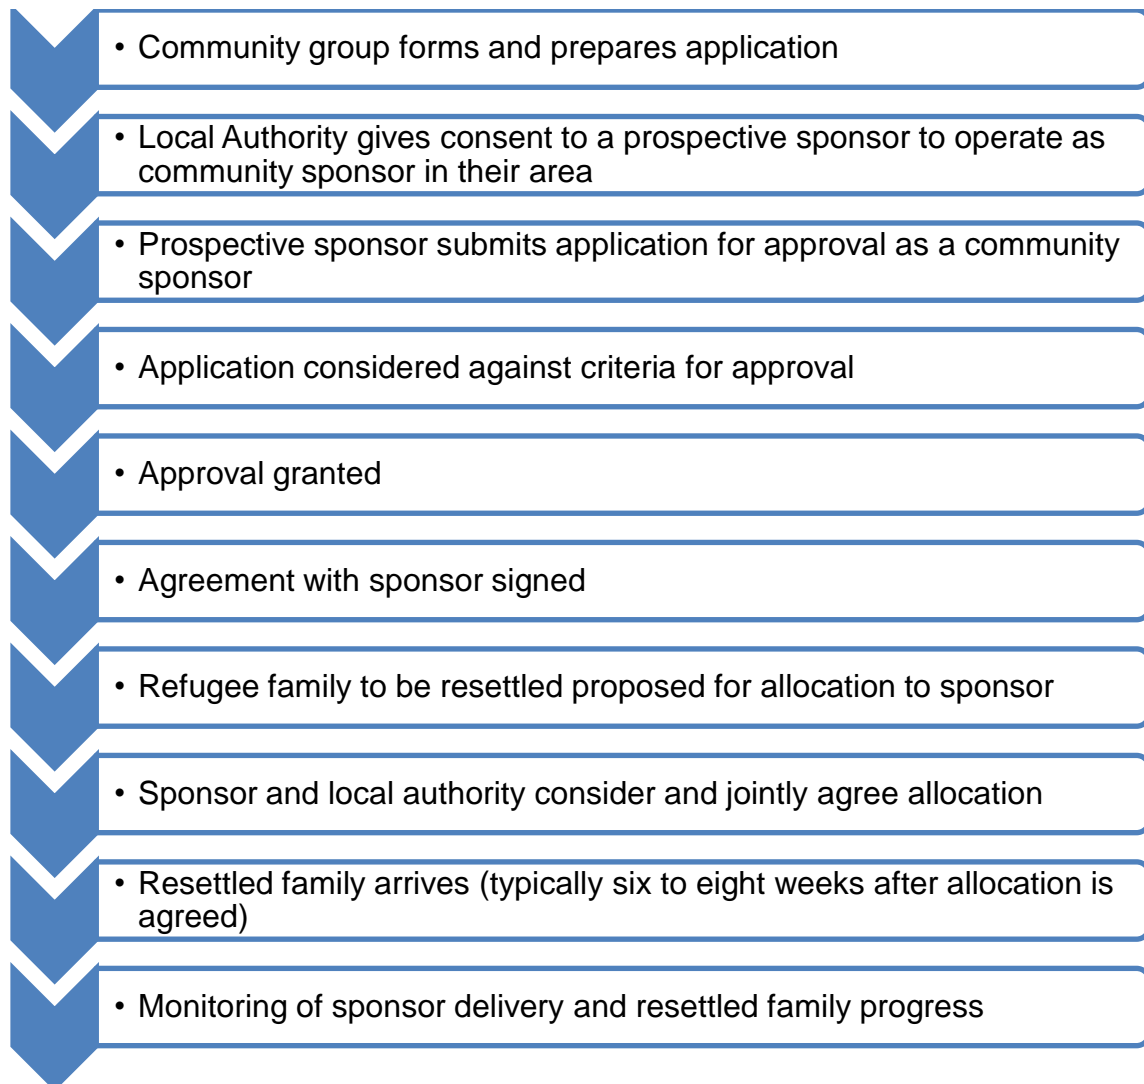 • Community group forms and prepares application
• Local Authority gives consent to a prospective sponsor to operate as
community sponsor in their area
• Prospective sponsor submits application for approval as a community
sponsor
• Application considered against criteria for approval
• Approval granted
• Agreement with sponsor signed
• Refugee family to be resettled proposed for allocation to sponsor
• Sponsor and local authority consider and jointly agree allocation
• Resettled family arrives (typically six to eight weeks after allocation is
agreed)
• Monitoring of sponsor delivery and resettled family progress